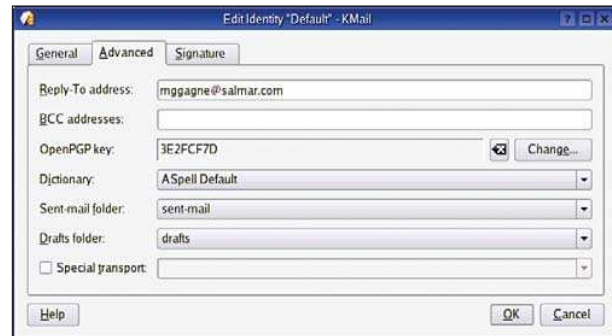 Edit Identity "Default" - KMail
General Advanced Signature
Reply-To address: mggagne@salmar.com
BCC addresses:
OpenPGP key: 3E2FCF7D Change...
Dictionary: ASpell Default
Sent-mail folder: sent-mail
Drafts folder: drafts
Special transport:
Help OK Cancel